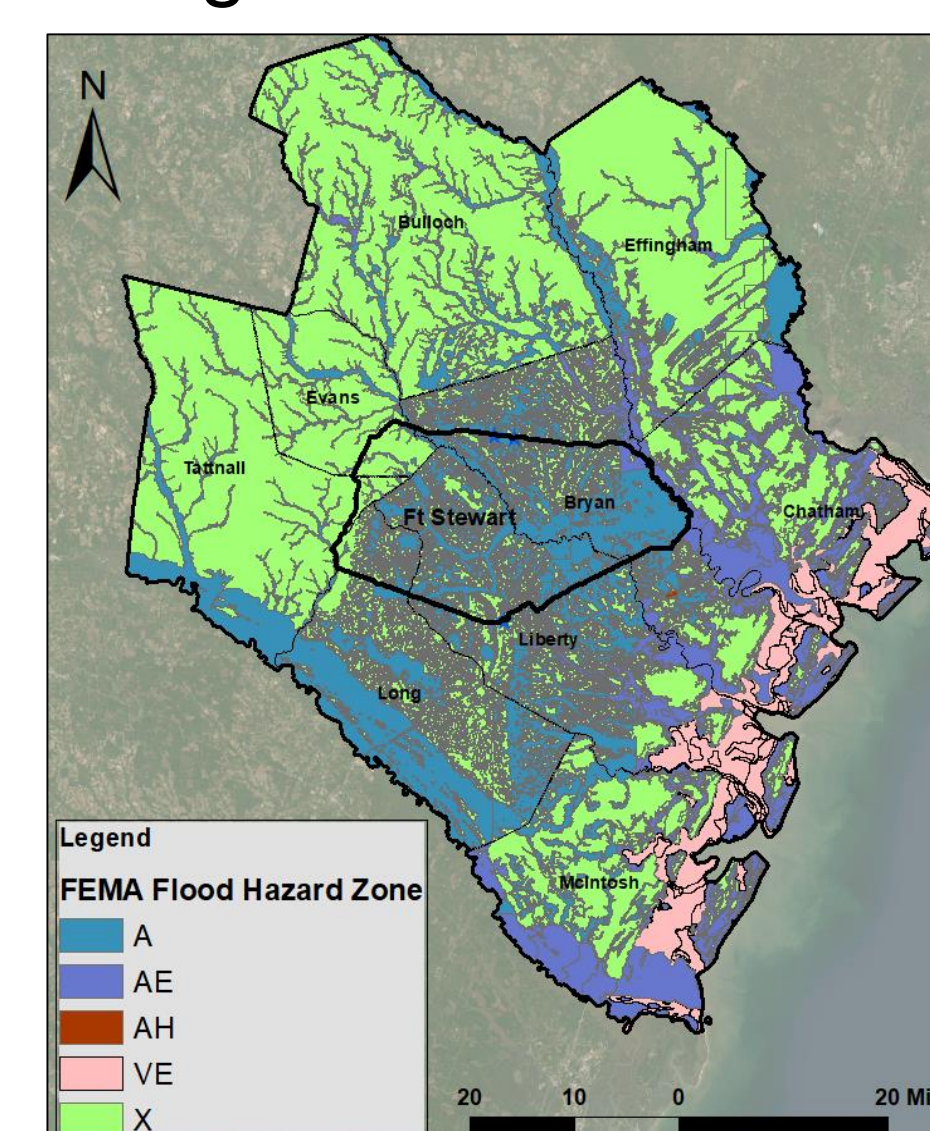 N
Bulloch
Effingham
Evans
Tattnall
Bryan
Ft Stewart
Chatham
Liberty
Long
McIntosh
Legend
FEMA Flood Hazard Zone
A
AE
AH
VE
X
20 10 0 20 Mi